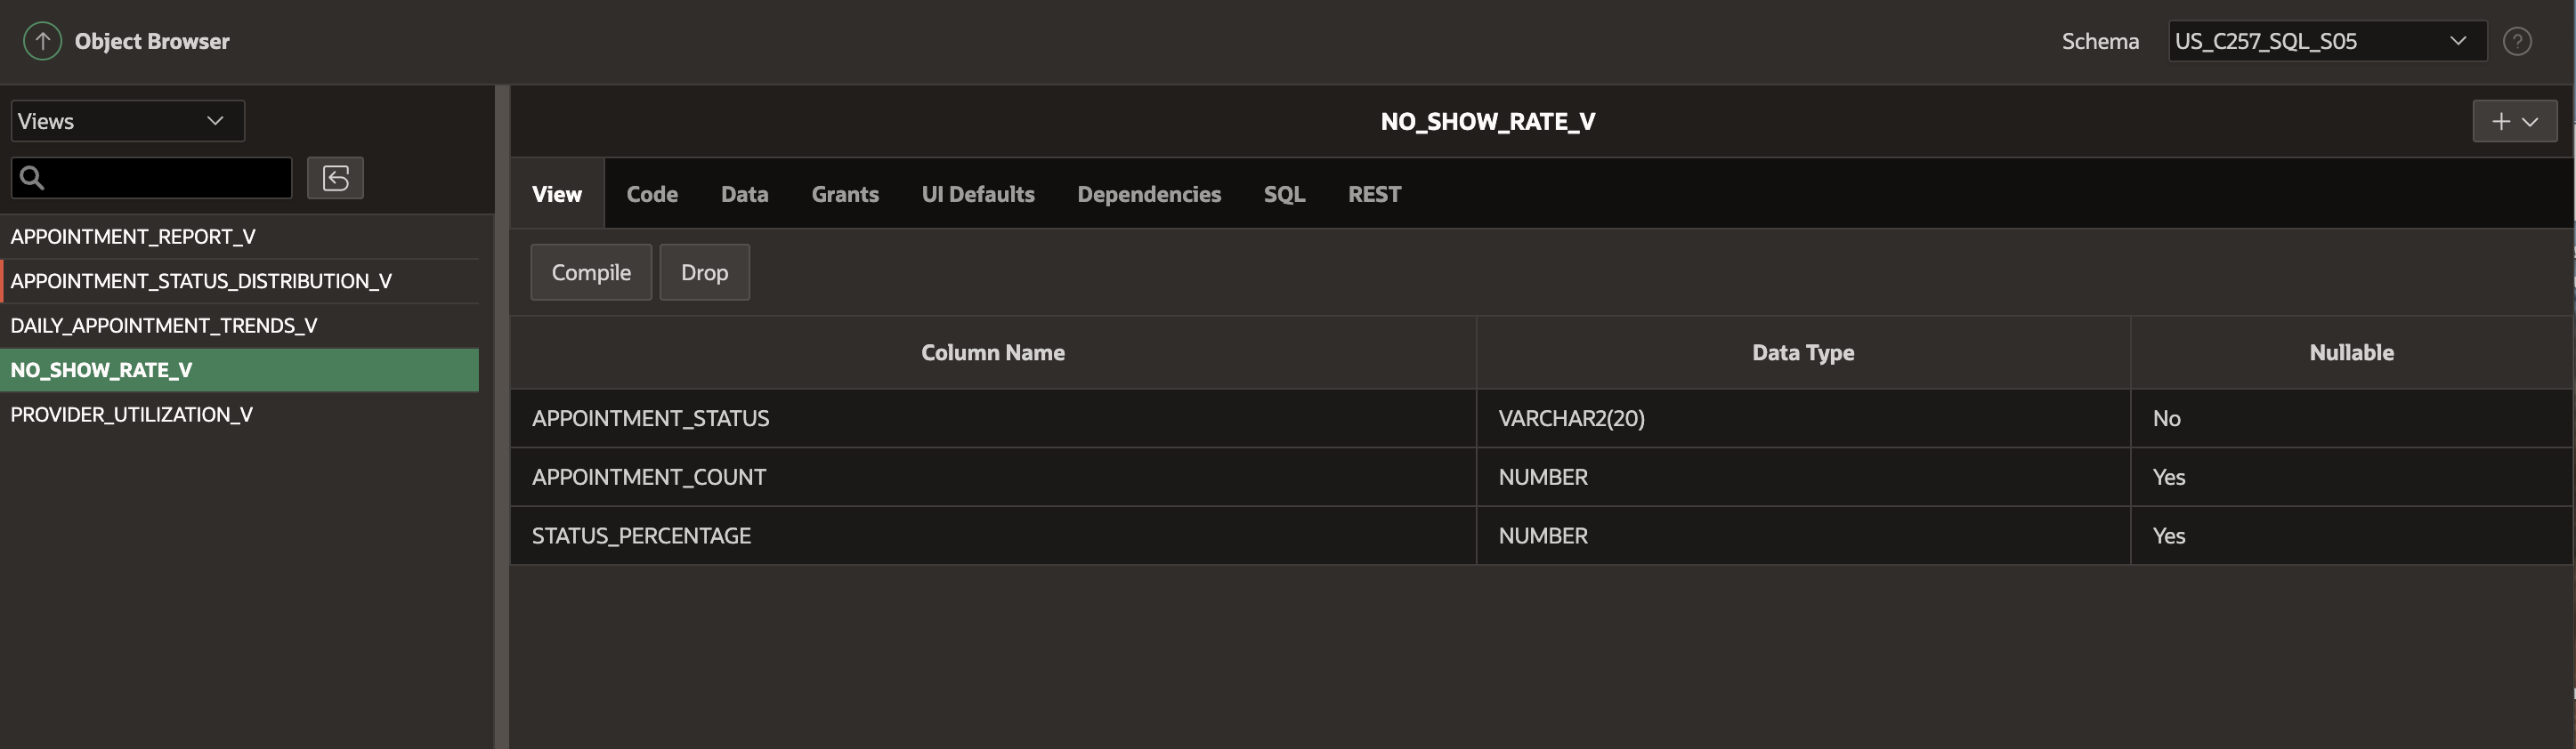 Object Browser
Schema US_C257_SQL_S05
Views
NO_SHOW_RATE_V
View Code Data Grants UI Defaults Dependencies SQL REST
APPOINTMENT_REPORT_V
APPOINTMENT_STATUS_DISTRIBUTION_V
DAILY_APPOINTMENT_TRENDS_V
NO_SHOW_RATE_V
PROVIDER_UTILIZATION_V
Compile Drop
Column Name Data Type Nullable
APPOINTMENT_STATUS VARCHAR2(20) No
APPOINTMENT_COUNT NUMBER Yes
STATUS_PERCENTAGE NUMBER Yes